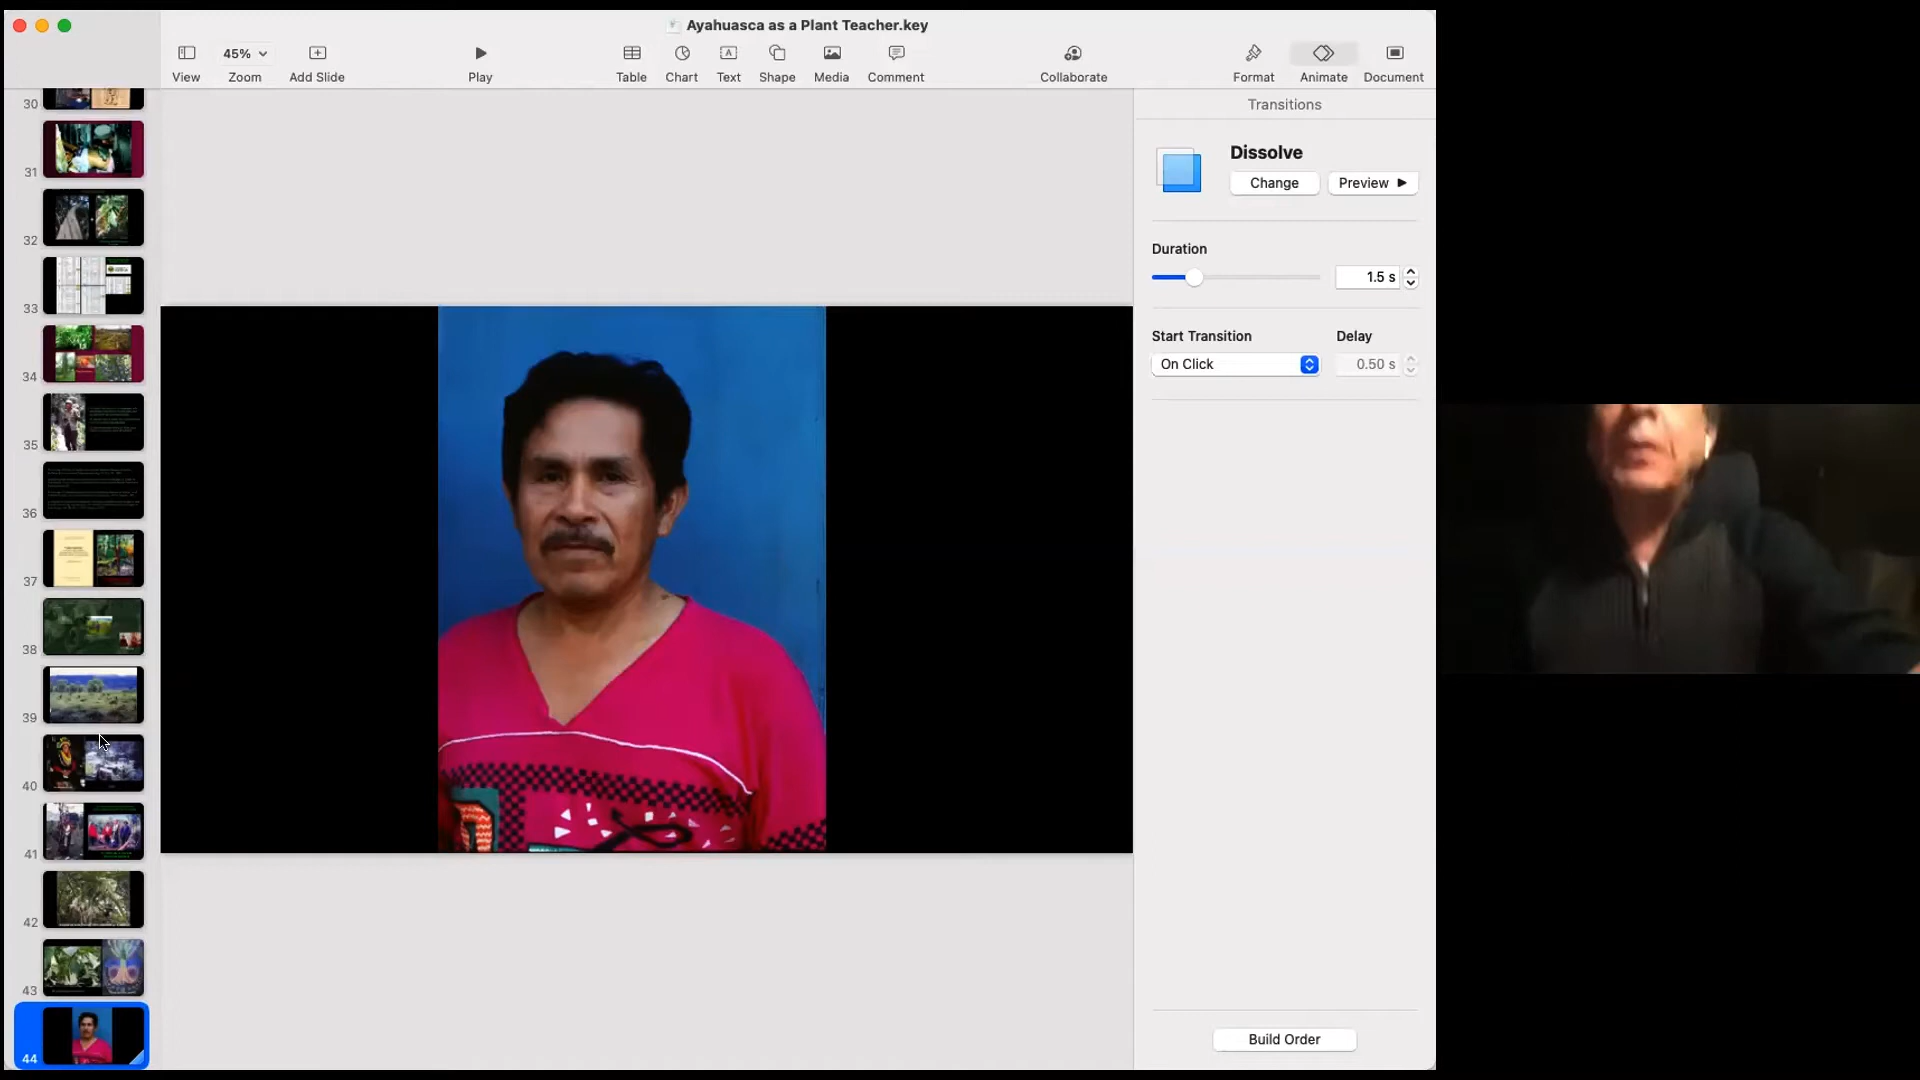 Ayahuasca as a Plant Teacher.key
45%
View
Zoom
Add Slide
Play
Table
Chart
Text
Shape
Media
Comment
Collaborate
Format
Animate
Document
Transitions
Dissolve
Change
Preview
Duration
1.5 s
Start Transition
Delay
On Click
0.50 s
Build Order
30
31
32
33
34
35
36
37
38
39
40
41
42
43
44